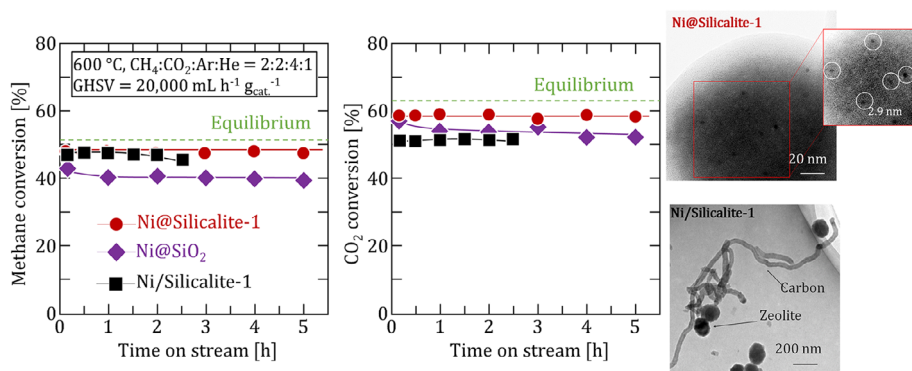 80
60
40
20
0
Methane conversion [%]
600 °C, CH₄:CO₂:Ar:He = 2:2:4:1
GHSV = 20,000 mL h⁻¹ gcat.⁻¹
Equilibrium
Ni@Silicalite-1
Ni@SiO₂
Ni/Silicalite-1
0 1 2 3 4 5
Time on stream [h]
80
60
40
20
0
CO₂ conversion [%]
Equilibrium
0 1 2 3 4 5
Time on stream [h]
Ni@Silicalite-1
2.9 nm
20 nm
Ni/Silicalite-1
Carbon
Zeolite
200 nm